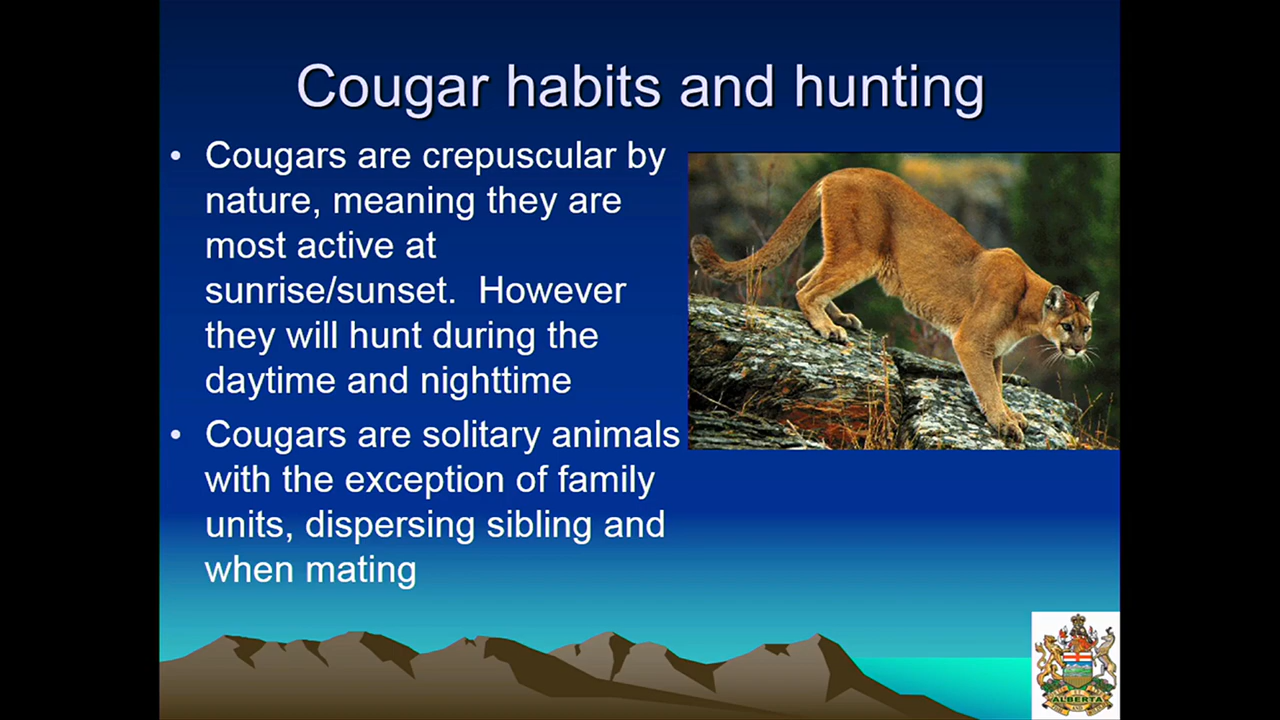 Cougar habits and hunting
• Cougars are crepuscular by
nature, meaning they are
most active at
sunrise/sunset.  However
they will hunt during the
daytime and nighttime
• Cougars are solitary animals
with the exception of family
units, dispersing sibling and
when mating
ALBERTA